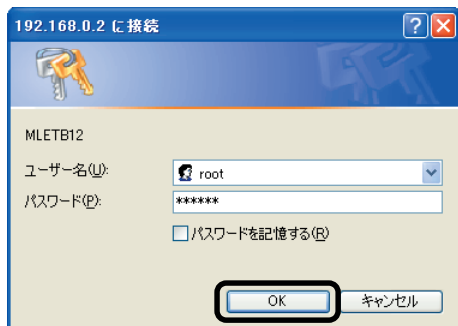 192.168.0.2 に接続
MLETB12
ユーザー名(U):
root
パスワード(P):
******
パスワードを記憶する(R)
OK
キャンセル